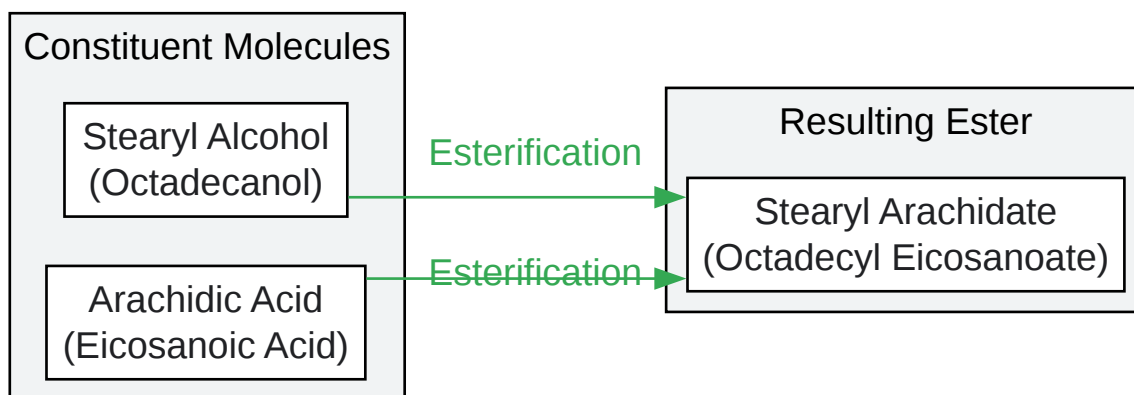 Constituent Molecules
Stearyl Alcohol
(Octadecanol)
Arachidic Acid
(Eicosanoic Acid)
Esterification
Esterification
Resulting Ester
Stearyl Arachidate
(Octadecyl Eicosanoate)